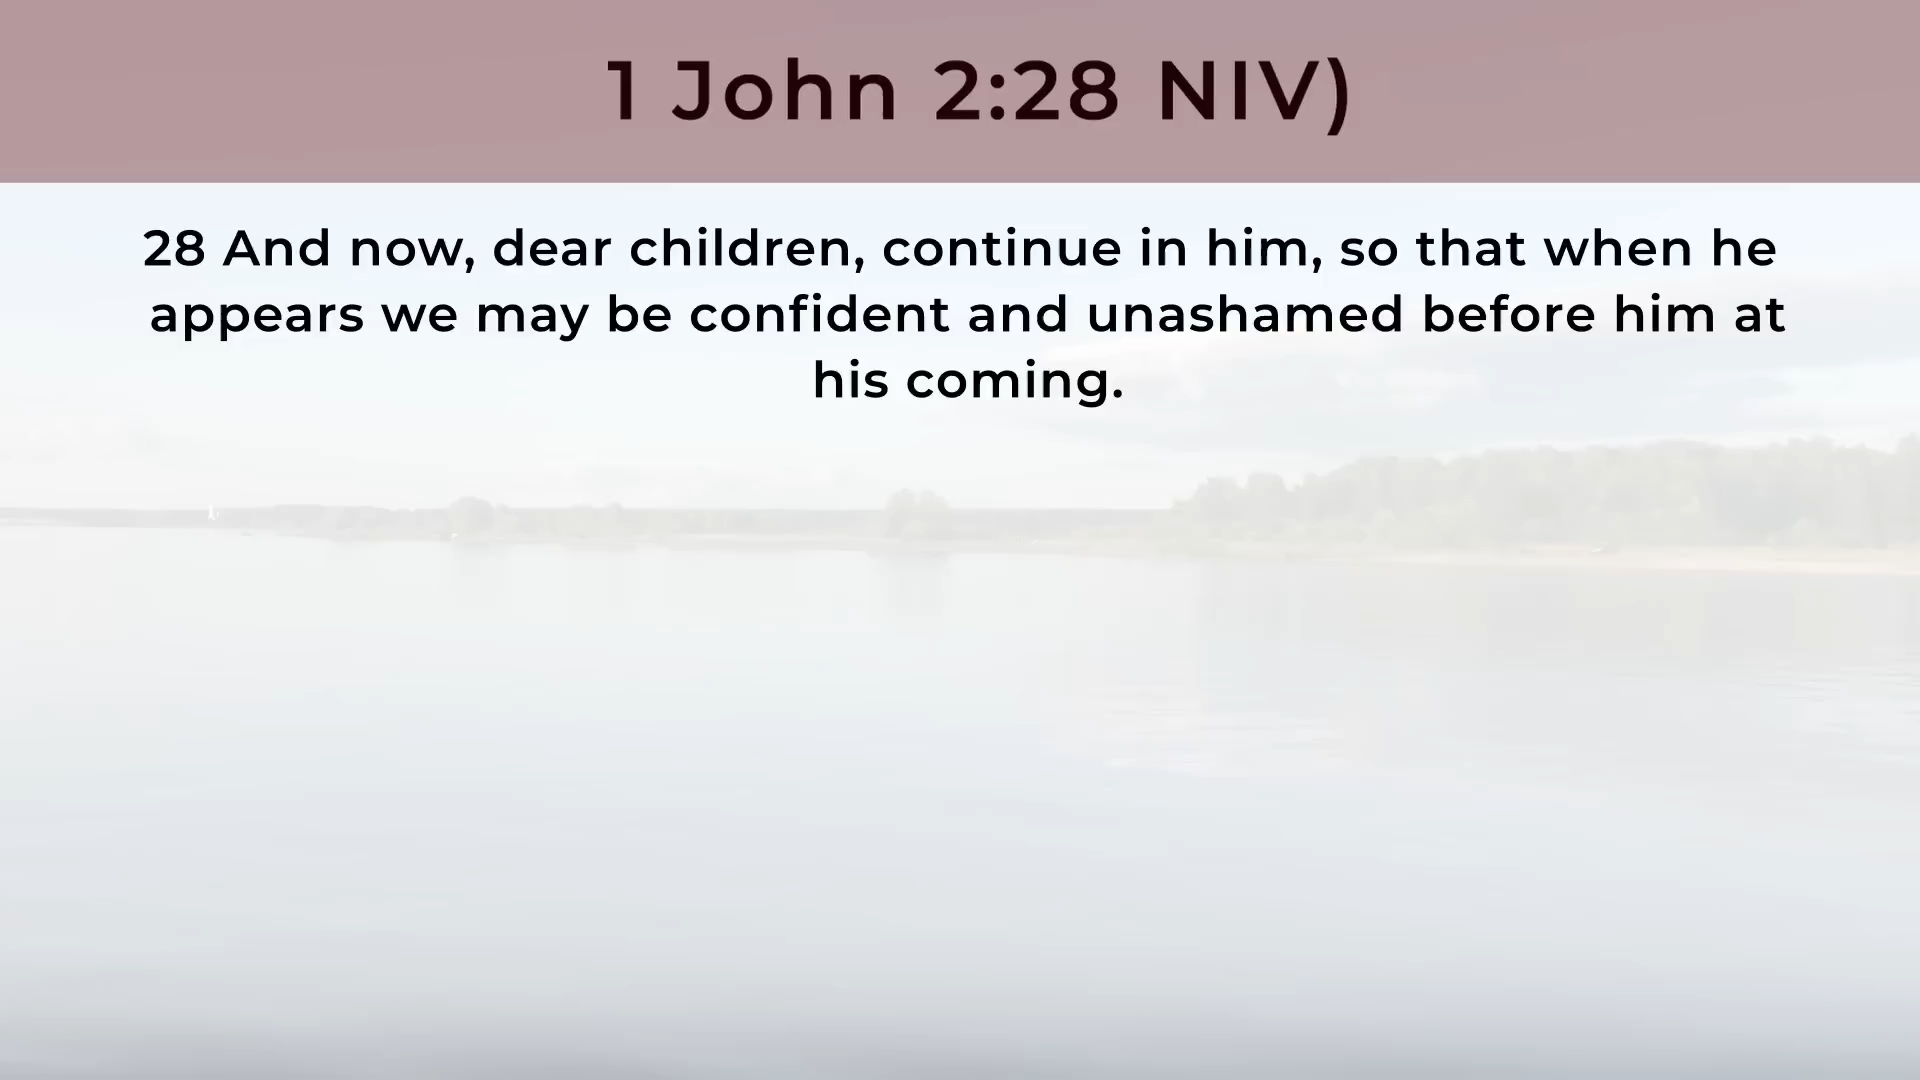 1 John 2:28 NIV)
28 And now, dear children, continue in him, so that when he
appears we may be confident and unashamed before him at
his coming.